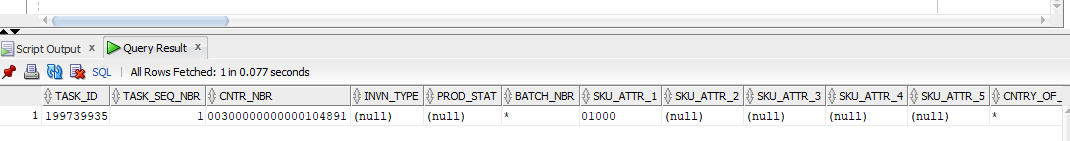 Script Output x Query Result x
SQL | All Rows Fetched: 1 in 0.077 seconds
TASK_ID TASK_SEQ_NBR CNTR_NBR INVN_TYPE PROD_STAT BATCH_NBR SKU_ATTR_1 SKU_ATTR_2 SKU_ATTR_3 SKU_ATTR_4 SKU_ATTR_5 CNTRY_OF_
1 199739935 1 00300000000000104891 (null) (null) * 01000 (null) (null) (null) (null) *